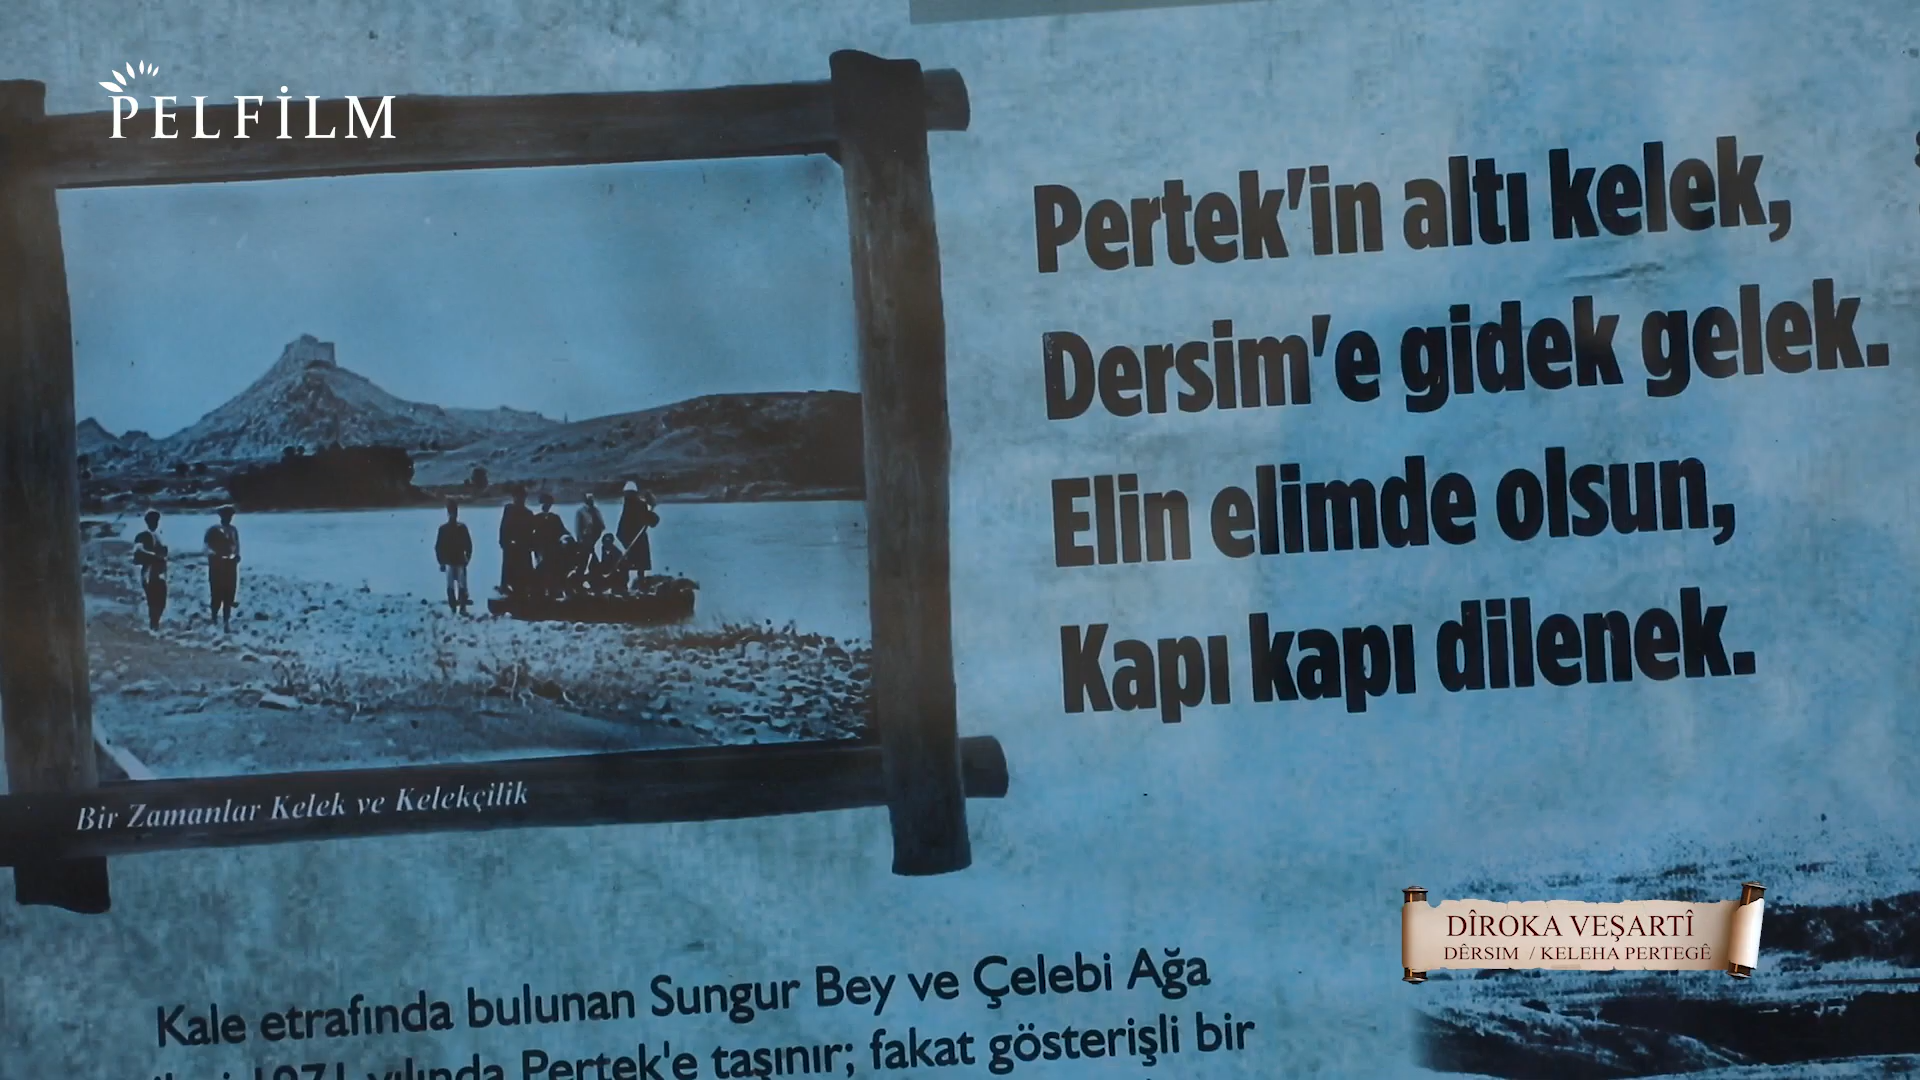 PELFİLM
Pertek'in altı kelek,
Dersim'e gidek gelek.
Elin elimde olsun,
Kapı kapı dilenek.
Bir Zamanlar Kelek ve Kelekçilik
Kale etrafında bulunan Sungur Bey ve Çelebi Ağa
1971 yılında Pertek'e taşınır; fakat gösterişli bir
DÎROKA VEŞARTÎ
DÊRSIM / KELEHA PERTEGÊ